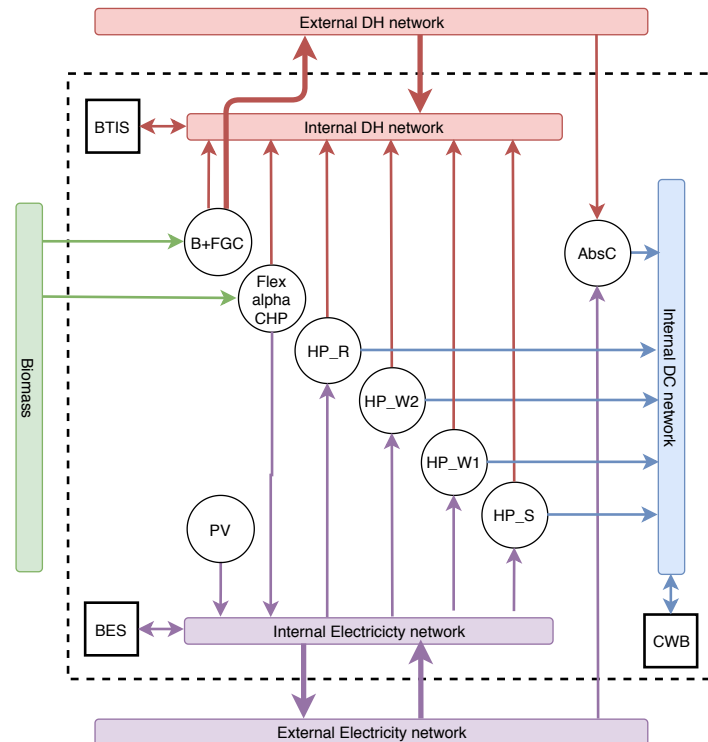 External DH network
BTIS
Internal DH network
B+FGC
AbsC
Flex
alpha
CHP
HP_R
Biomass
Internal DC network
HP_W2
HP_W1
HP_S
PV
BES
Internal Electricicty network
CWB
External Electricity network